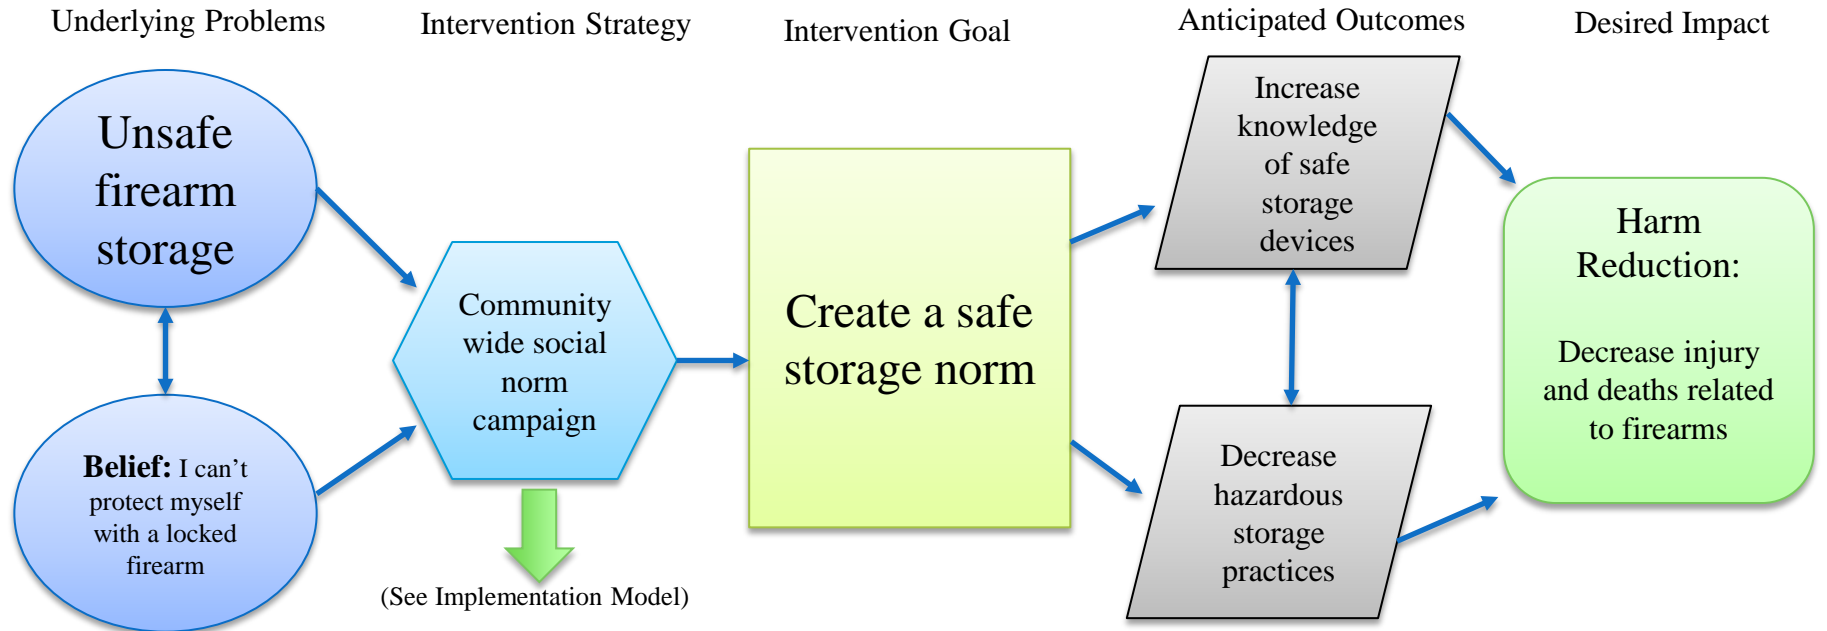 Underlying Problems
Intervention Strategy
Intervention Goal
Anticipated Outcomes
Desired Impact
Unsafe
firearm
storage
Belief: I can’t
protect myself
with a locked
firearm
Community
wide social
norm
campaign
(See Implementation Model)
Create a safe
storage norm
Increase
knowledge
of safe
storage
devices
Decrease
hazardous
storage
practices
Harm
Reduction:
Decrease injury
and deaths related
to firearms